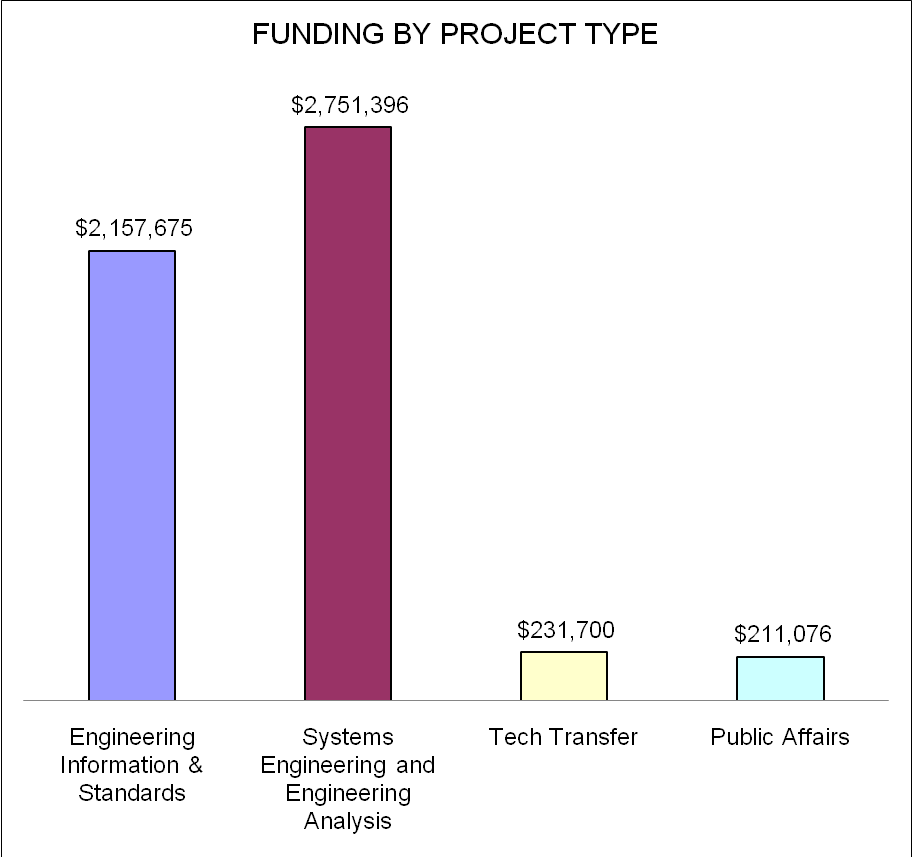 FUNDING BY PROJECT TYPE
$2,751,396
$2,157,675
$231,700
$211,076
Engineering
Information &
Standards
Systems
Engineering and
Engineering
Analysis
Tech Transfer
Public Affairs